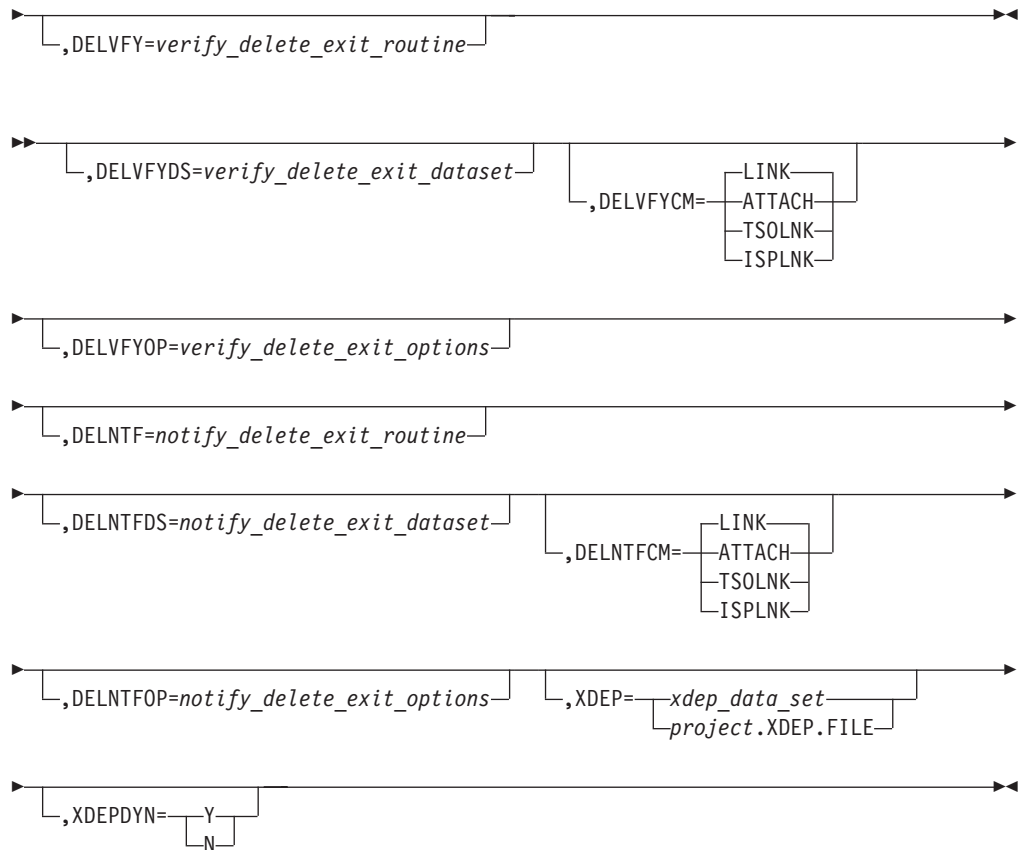 ,DELVFY=verify_delete_exit_routine
,DELVFYDS=verify_delete_exit_dataset
,DELVFYCM=
LINK
ATTACH
TSOLNK
ISPLNK
,DELVFYOP=verify_delete_exit_options
,DELNTF=notify_delete_exit_routine
,DELNTFDS=notify_delete_exit_dataset
,DELNTFCM=
LINK
ATTACH
TSOLNK
ISPLNK
,DELNTFOP=notify_delete_exit_options
,XDEP=
xdep_data_set
project.XDEP.FILE
,XDEPDYN=
Y
N